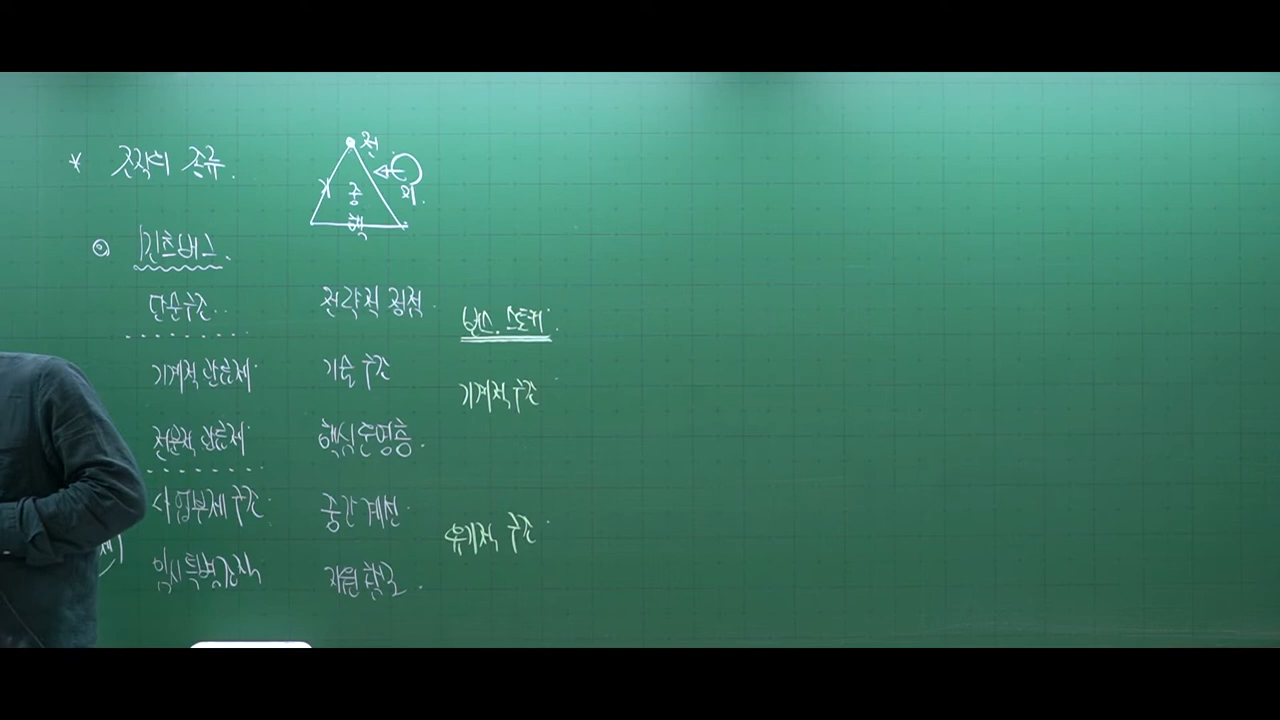 * 조직의 종류.
전.
기
중
외.
핵
⊙ 민츠버그.
단순구조. 전략적 정점.
번스. 스토커.
기계적 관료제 기술 구조
기계적 구조
전문적 관료제 핵심운영층.
사업부제 구조 중간 계선.
유기적 구조
임시특별조직 지원 참모.